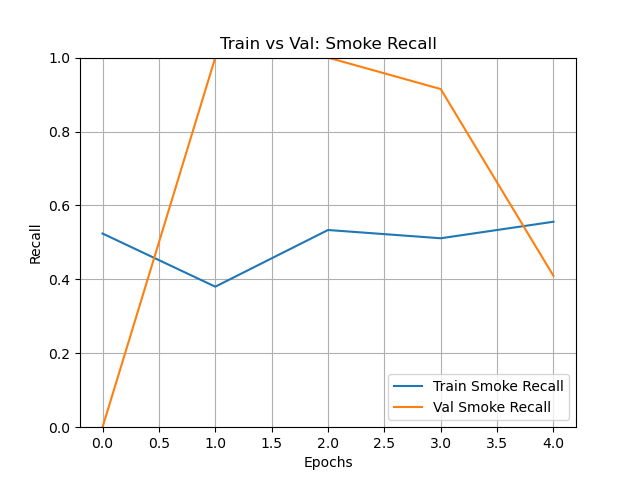 Train vs Val: Smoke Recall
1.0
0.8
0.6
0.4
0.2
0.0
Recall
0.0 0.5 1.0 1.5 2.0 2.5 3.0 3.5 4.0
Epochs
Train Smoke Recall
Val Smoke Recall